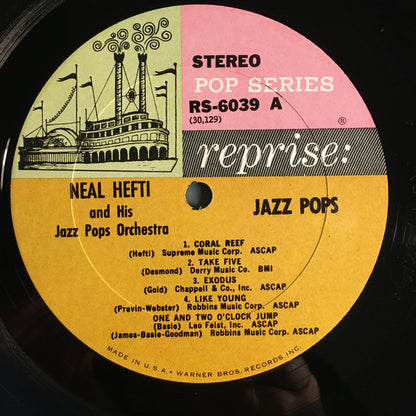 STEREO
POP SERIES
RS-6039 A
(30,129)
®
reprise:
NEAL HEFTI
and His
Jazz Pops Orchestra
JAZZ POPS
1. CORAL REEF
(Hefti) Supreme Music Corp. ASCAP
2. TAKE FIVE
(Desmond) Derry Music Co. BMI
3. EXODUS
(Gold) Chappell & Co., Inc. ASCAP
4. LIKE YOUNG
(Previn-Webster) Robbins Music Corp. ASCAP
ONE AND TWO O'CLOCK JUMP
(Basie) Leo Feist, Inc. ASCAP
(James-Basie-Goodman) Robbins Music Corp. ASCAP
MADE IN U.S.A. • WARNER BROS. RECORDS, INC.